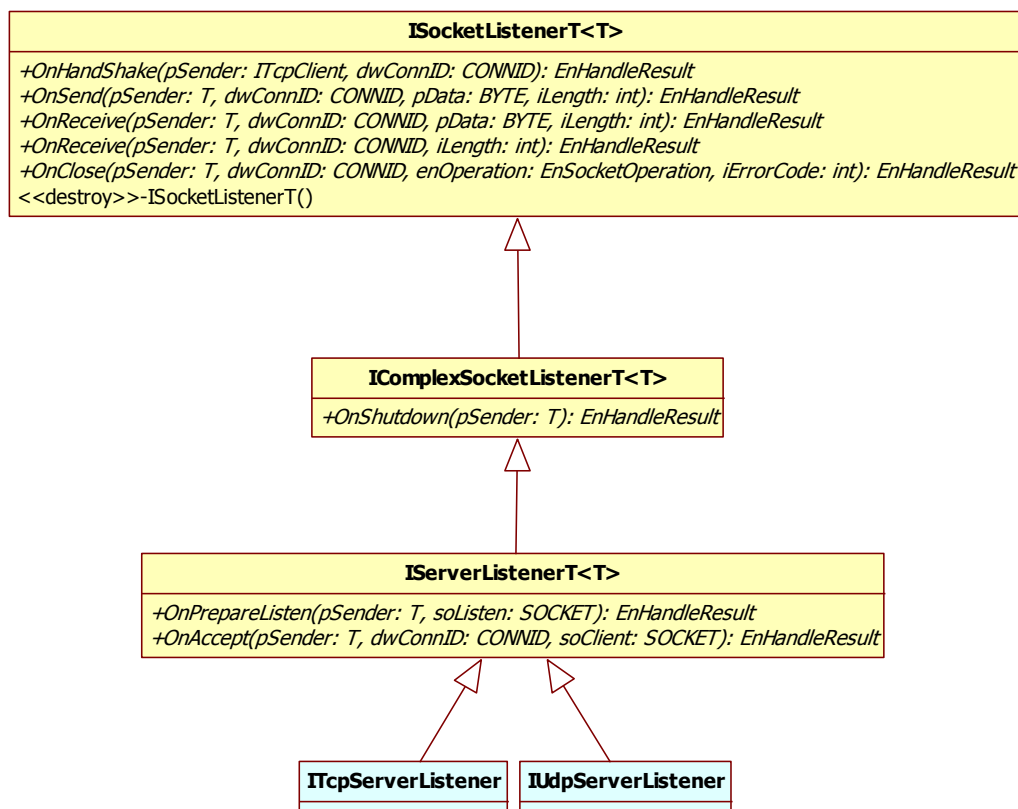 ISocketListenerT<T>
+OnHandShake(pSender: ITcpClient, dwConnID: CONNID): EnHandleResult
+OnSend(pSender: T, dwConnID: CONNID, pData: BYTE, iLength: int): EnHandleResult
+OnReceive(pSender: T, dwConnID: CONNID, pData: BYTE, iLength: int): EnHandleResult
+OnReceive(pSender: T, dwConnID: CONNID, iLength: int): EnHandleResult
+OnClose(pSender: T, dwConnID: CONNID, enOperation: EnSocketOperation, iErrorCode: int): EnHandleResult
<<destroy>>-ISocketListenerT()
IComplexSocketListenerT<T>
+OnShutdown(pSender: T): EnHandleResult
IServerListenerT<T>
+OnPrepareListen(pSender: T, soListen: SOCKET): EnHandleResult
+OnAccept(pSender: T, dwConnID: CONNID, soClient: SOCKET): EnHandleResult
ITcpServerListener
IUdpServerListener